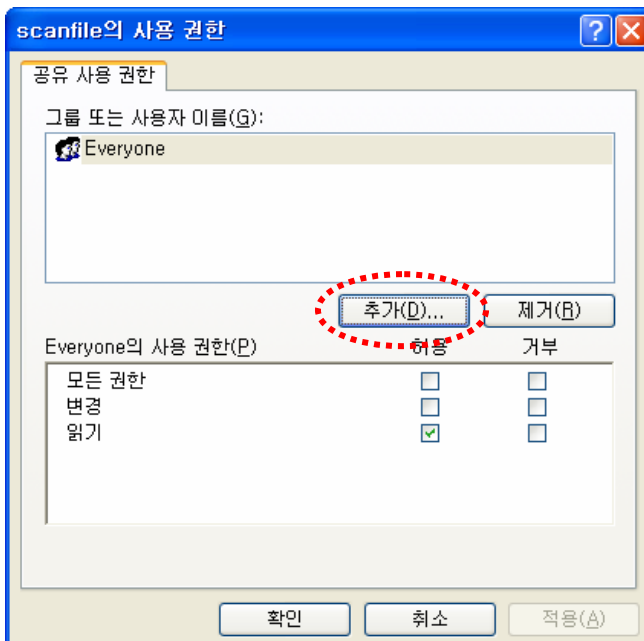 scanfile의 사용 권한
공유 사용 권한
그룹 또는 사용자 이름(G):
Everyone
추가(D)... 제거(R)
Everyone의 사용 권한(P) 허용 거부
모든 권한
변경
읽기
확인 취소 적용(A)